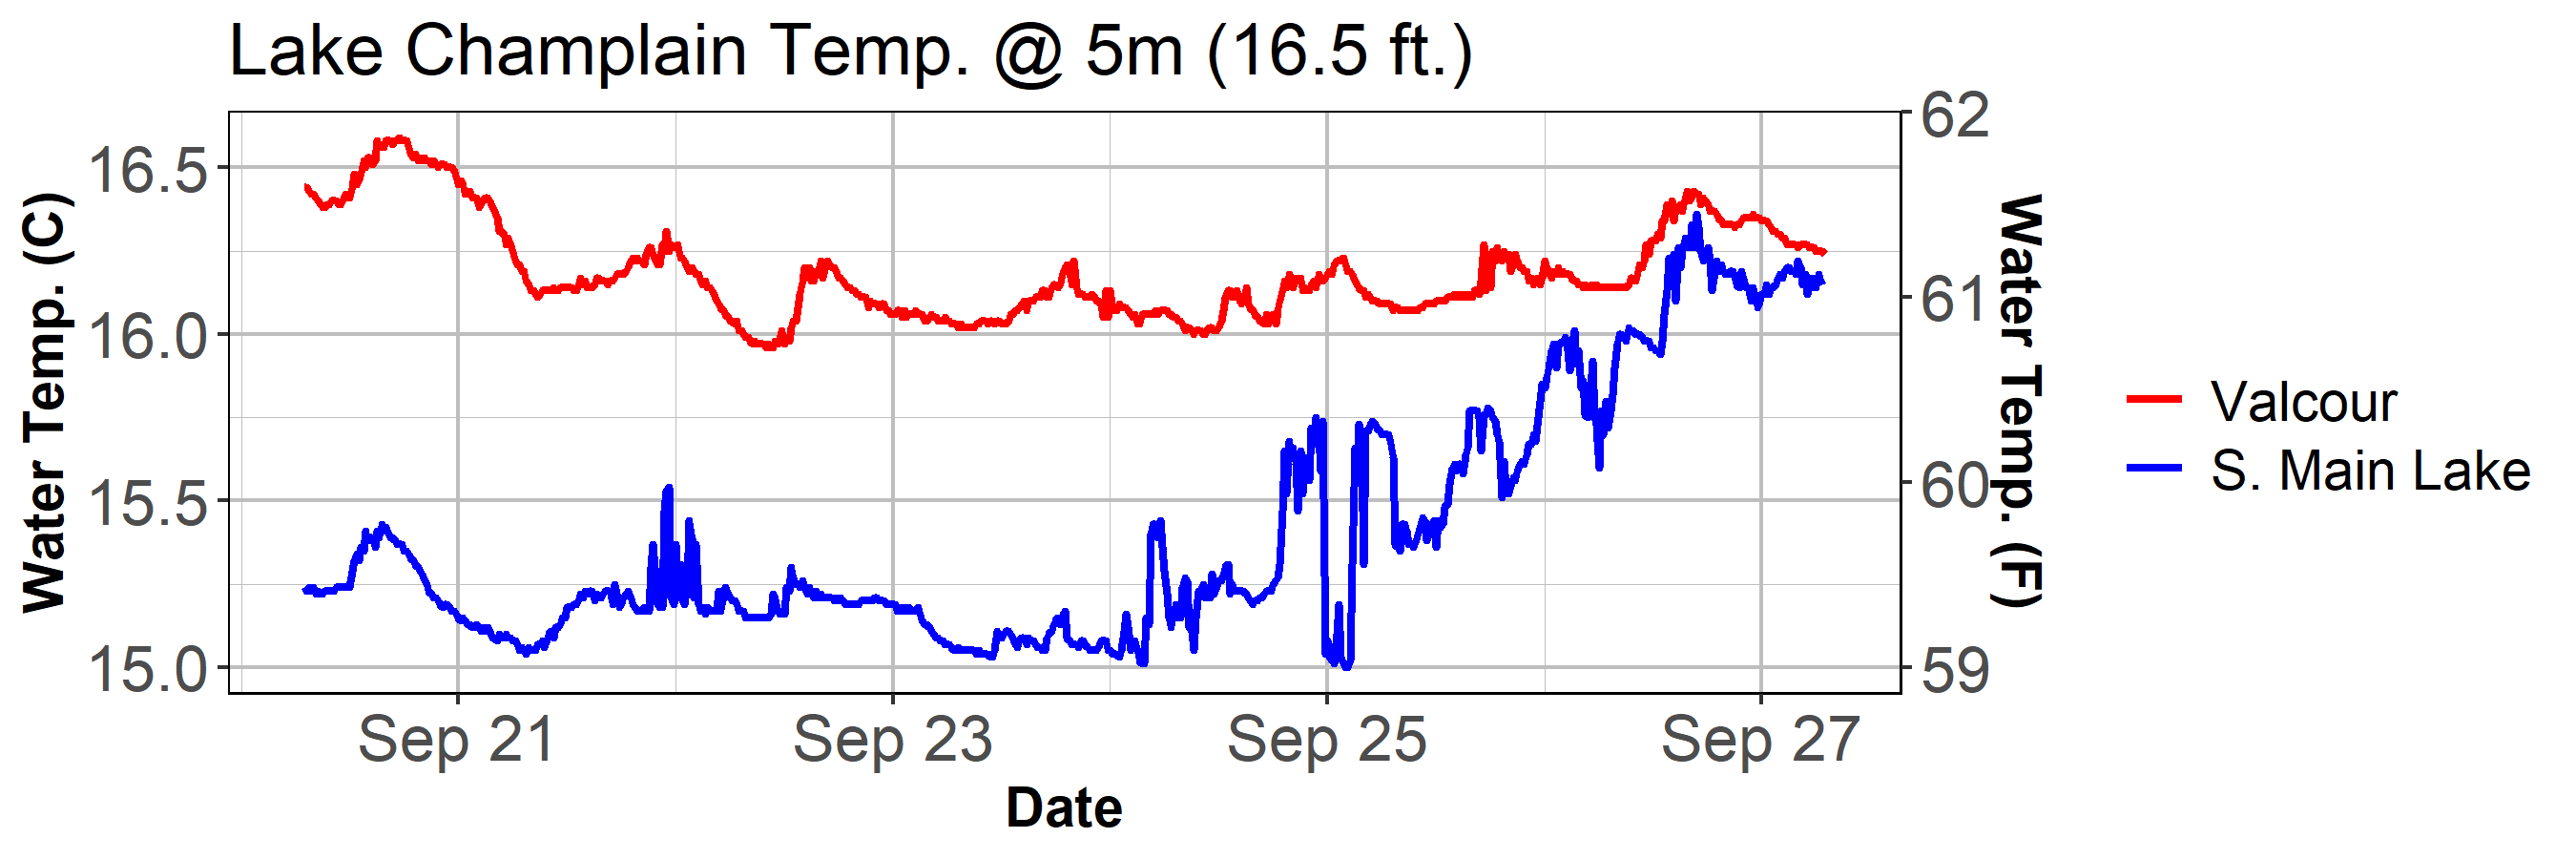 Lake Champlain Temp. @ 5m (16.5 ft.)
Water Temp. (C)
16.5
16.0
15.5
15.0
62
61
60
59
Water Temp. (F)
Sep 21
Sep 23
Sep 25
Sep 27
Date
Valcour
S. Main Lake